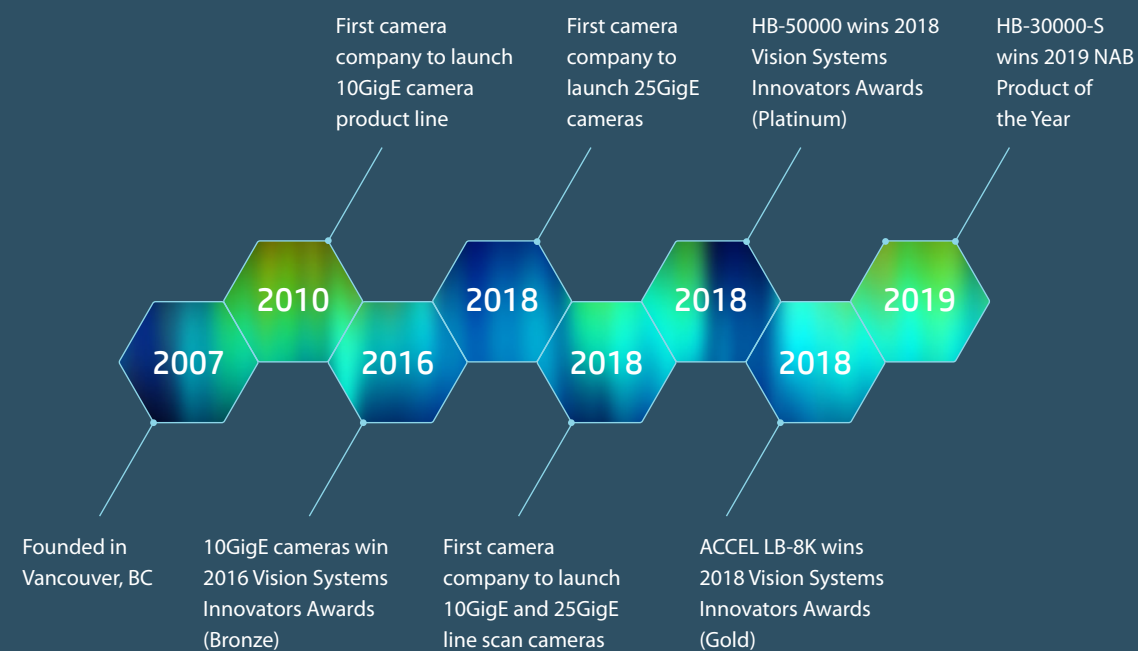 First camera
company to launch
10GigE camera
product line
First camera
company to
launch 25GigE
cameras
HB-50000 wins 2018
Vision Systems
Innovators Awards
(Platinum)
HB-30000-S
wins 2019 NAB
Product of
the Year
2010
2018
2018
2019
2007
2016
2018
2018
Founded in
Vancouver, BC
10GigE cameras win
2016 Vision Systems
Innovators Awards
(Bronze)
First camera
company to launch
10GigE and 25GigE
line scan cameras
ACCEL LB-8K wins
2018 Vision Systems
Innovators Awards
(Gold)